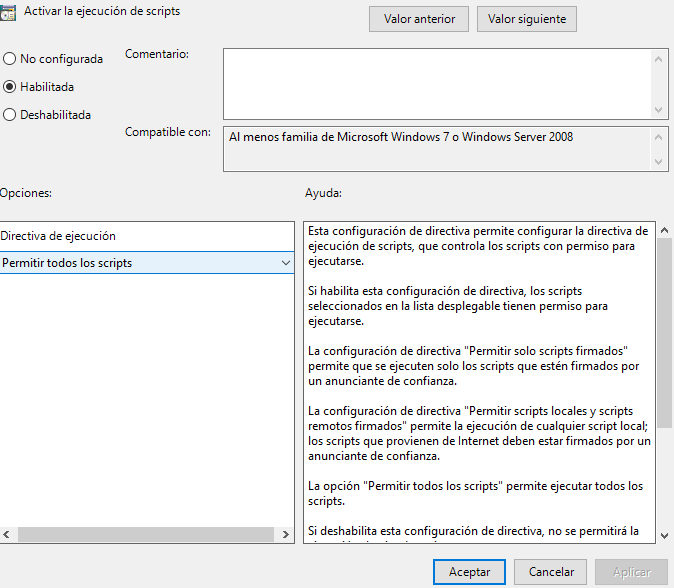 Activar la ejecución de scripts
Valor anterior
Valor siguiente
No configurada
Habilitada
Deshabilitada
Comentario:
Compatible con:
Al menos familia de Microsoft Windows 7 o Windows Server 2008
Opciones:
Ayuda:
Directiva de ejecución
Permitir todos los scripts
Esta configuración de directiva permite configurar la directiva de
ejecución de scripts, que controla los scripts con permiso para
ejecutarse.
Si habilita esta configuración de directiva, los scripts
seleccionados en la lista desplegable tienen permiso para
ejecutarse.
La configuración de directiva "Permitir solo scripts firmados"
permite que se ejecuten solo los scripts que estén firmados por
un anunciante de confianza.
La configuración de directiva "Permitir scripts locales y scripts
remotos firmados" permite la ejecución de cualquier script local;
los scripts que provienen de Internet deben estar firmados por un
anunciante de confianza.
La opción "Permitir todos los scripts" permite ejecutar todos los
scripts.
Si deshabilita esta configuración de directiva, no se permitirá la
Aceptar
Cancelar
Aplicar